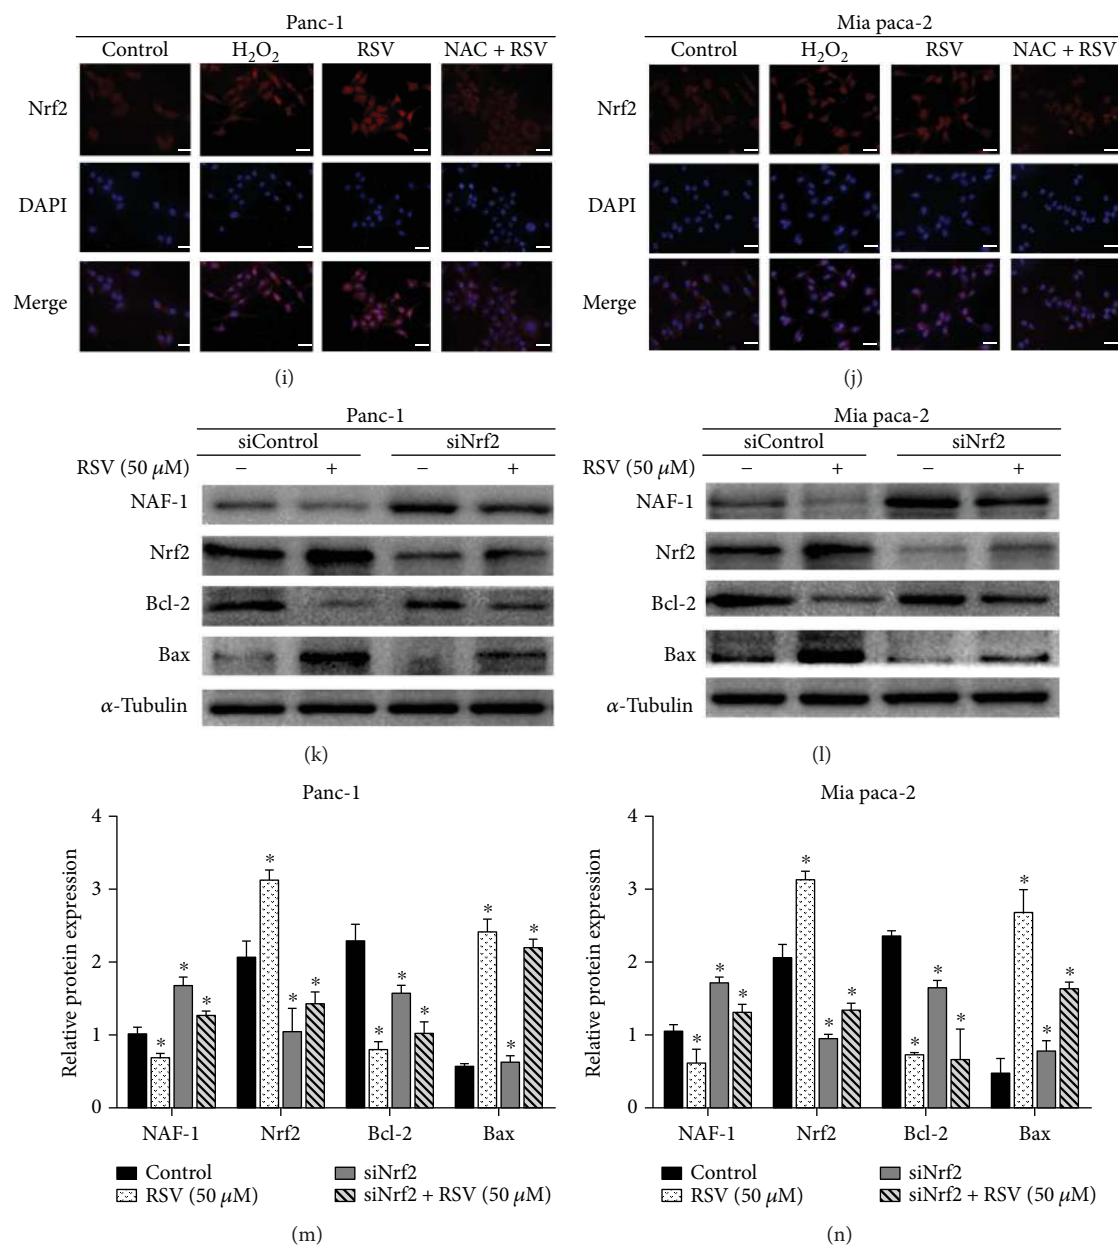 Panc-1
Control H2O2 RSV NAC + RSV
Nrf2
DAPI
Merge
(i)
Mia paca-2
Control H2O2 RSV NAC + RSV
Nrf2
DAPI
Merge
(j)
Panc-1
siControl siNrf2
RSV (50 μM) − + − +
NAF-1
Nrf2
Bcl-2
Bax
α-Tubulin
(k)
Mia paca-2
siControl siNrf2
RSV (50 μM) − + − +
NAF-1
Nrf2
Bcl-2
Bax
α-Tubulin
(l)
Panc-1
Relative protein expression
4
3
2
1
0
* * * * * * * * * * *
NAF-1 Nrf2 Bcl-2 Bax
Control siNrf2
RSV (50 μM) siNrf2 + RSV (50 μM)
(m)
Mia paca-2
Relative protein expression
4
3
2
1
0
* * * * * * * * * * * *
NAF-1 Nrf2 Bcl-2 Bax
Control siNrf2
RSV (50 μM) siNrf2 + RSV (50 μM)
(n)